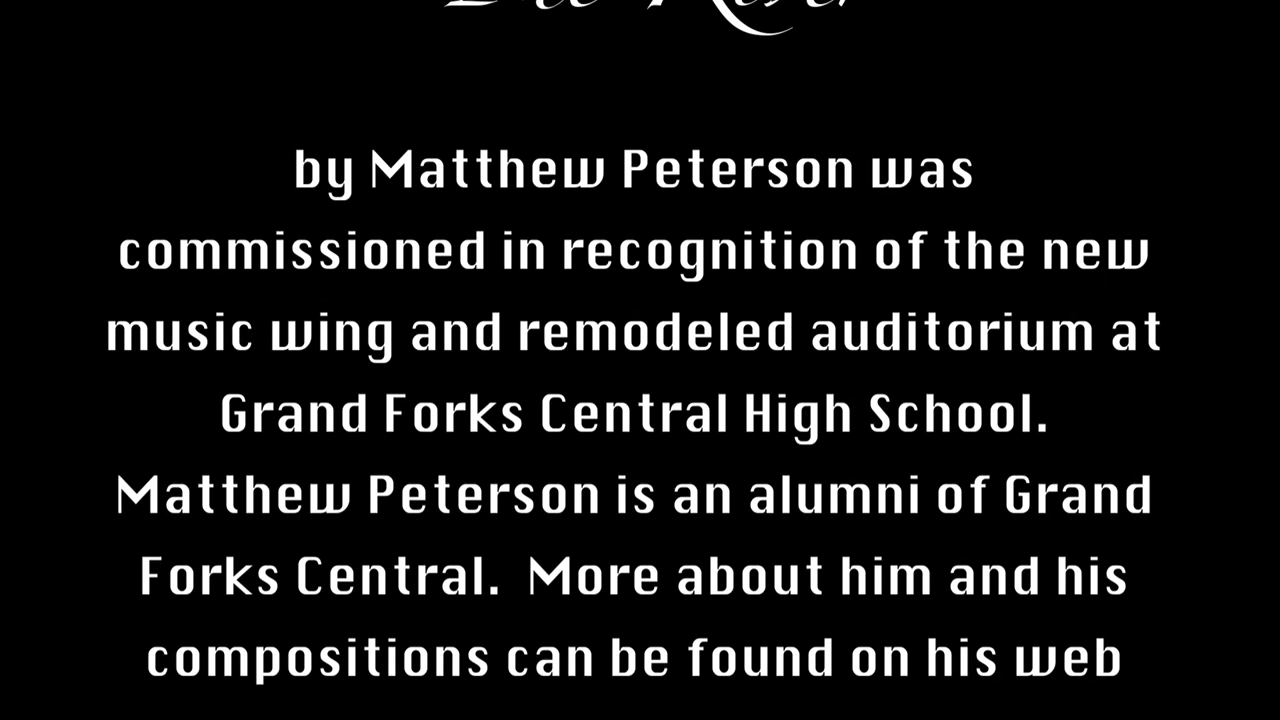 River
by Matthew Peterson was
commissioned in recognition of the new
music wing and remodeled auditorium at
Grand Forks Central High School.
Matthew Peterson is an alumni of Grand
Forks Central.  More about him and his
compositions can be found on his web